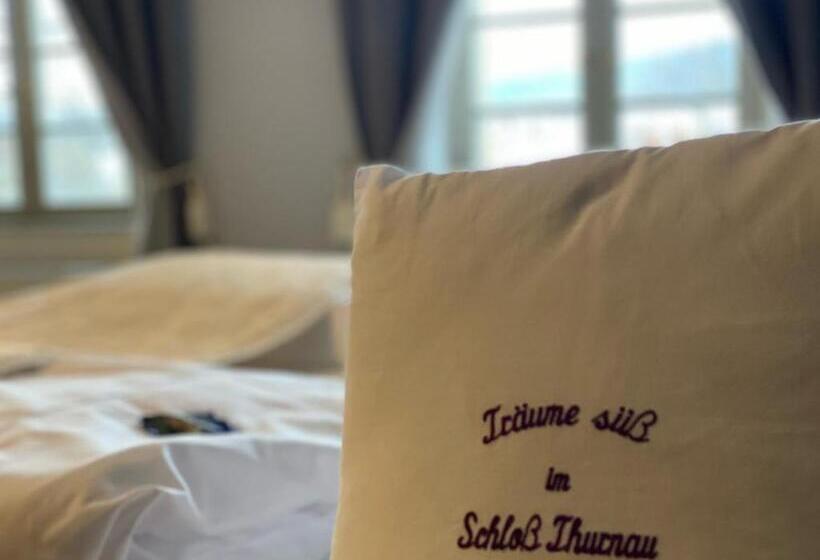 Träume süß
im
Schloß Thurnau